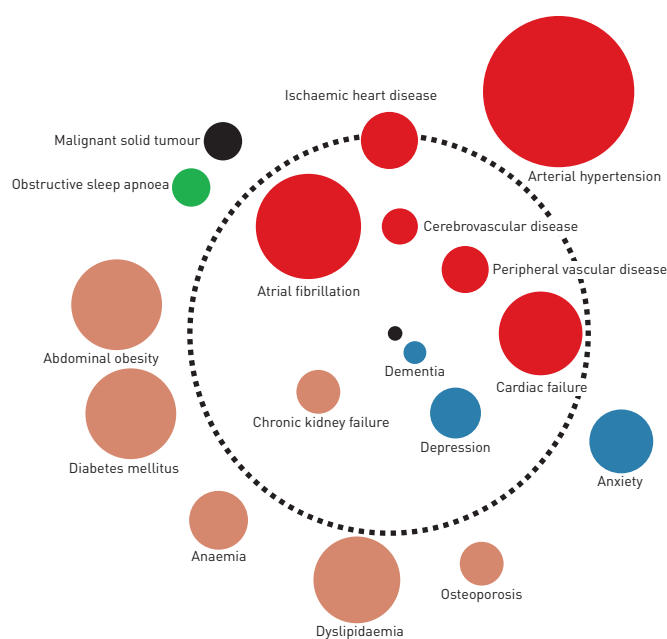 Ischaemic heart disease
Malignant solid tumour
Arterial hypertension
Obstructive sleep apnoea
Cerebrovascular disease
Peripheral vascular disease
Atrial fibrillation
Abdominal obesity
Dementia
Cardiac failure
Chronic kidney failure
Depression
Diabetes mellitus
Anxiety
Anaemia
Osteoporosis
Dyslipidaemia